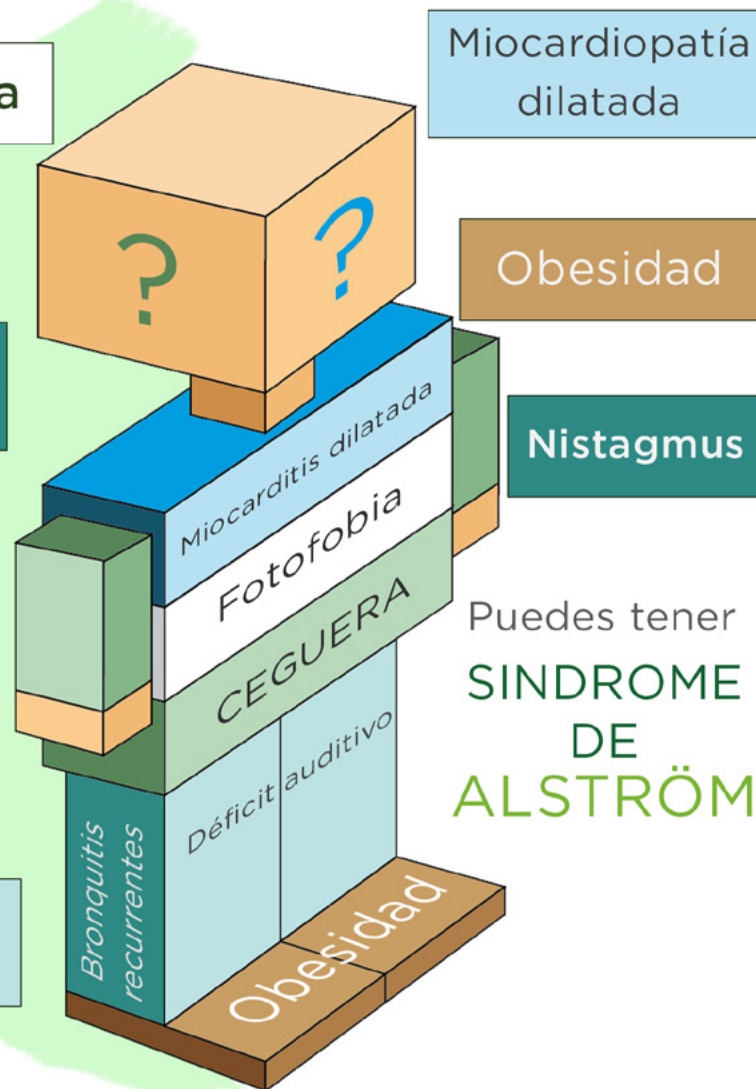 a
Miocardiopatía
dilatada
?
?
Obesidad
Nistagmus
Miocarditis dilatada
Fotofobia
CEGUERA
Déficit auditivo
Bronquitis
recurrentes
Obesidad
Puedes tener
SINDROME
DE
ALSTRÖM